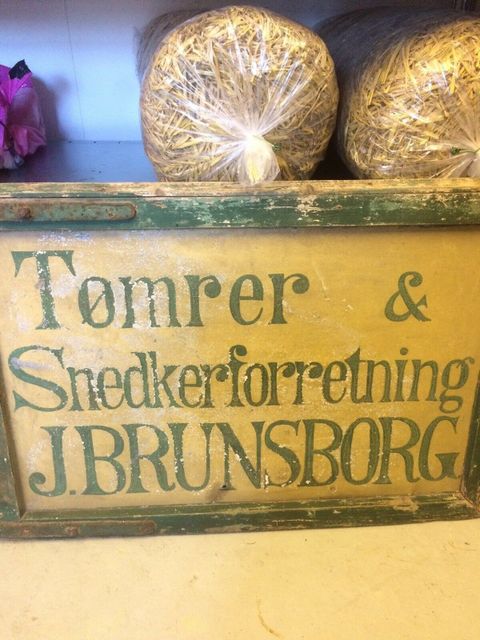 Tømrer &
Snedkerforretning
J. BRUNSBORG.